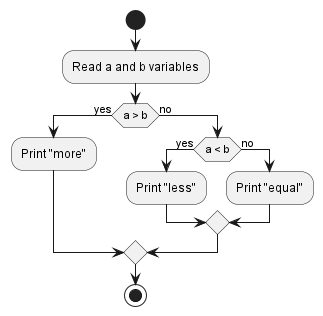 Read a and b variables
yes
a > b
no
Print "more"
yes
a < b
no
Print "less"
Print "equal"